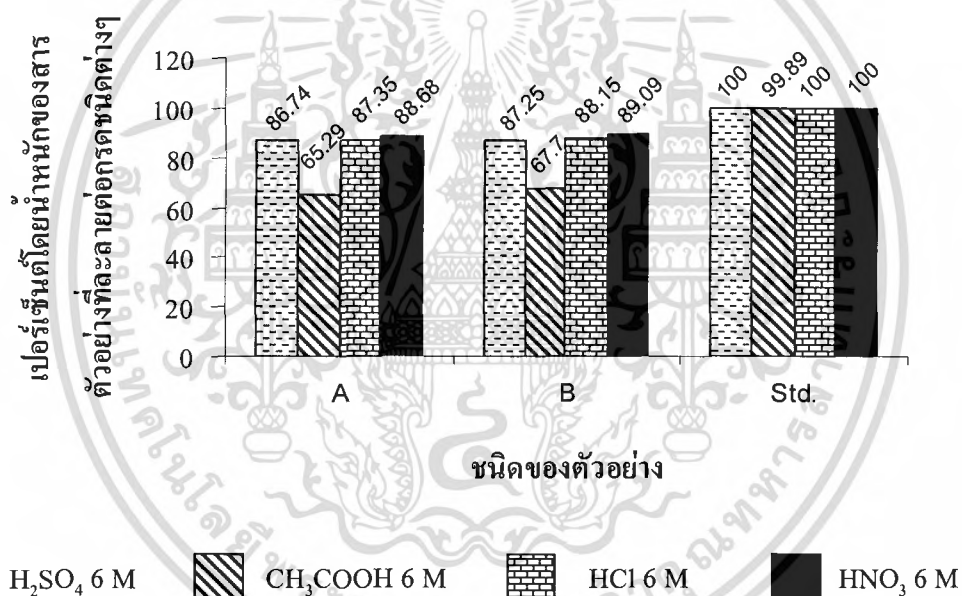 เปอร์เซ็นต์โดยน้ำหนักของสาร
ตัวอย่างที่ละลายต่อกรดชนิดต่างๆ
120
100
80
60
40
20
0
86.74
65.29
87.35
88.68
87.25
67.7
88.15
89.09
100
99.89
100
100
A
B
Std.
ชนิดของตัวอย่าง
H₂SO₄ 6 M
CH₃COOH 6 M
HCl 6 M
HNO₃ 6 M